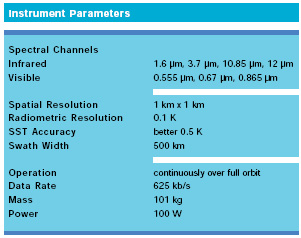 Instrument Parameters
Spectral Channels
Infrared 1.6 µm, 3.7 µm, 10.85 µm, 12 µm
Visible 0.555 µm, 0.67 µm, 0.865 µm
Spatial Resolution 1 km x 1 km
Radiometric Resolution 0.1 K
SST Accuracy better 0.5 K
Swath Width 500 km
Operation continuously over full orbit
Data Rate 625 kb/s
Mass 101 kg
Power 100 W